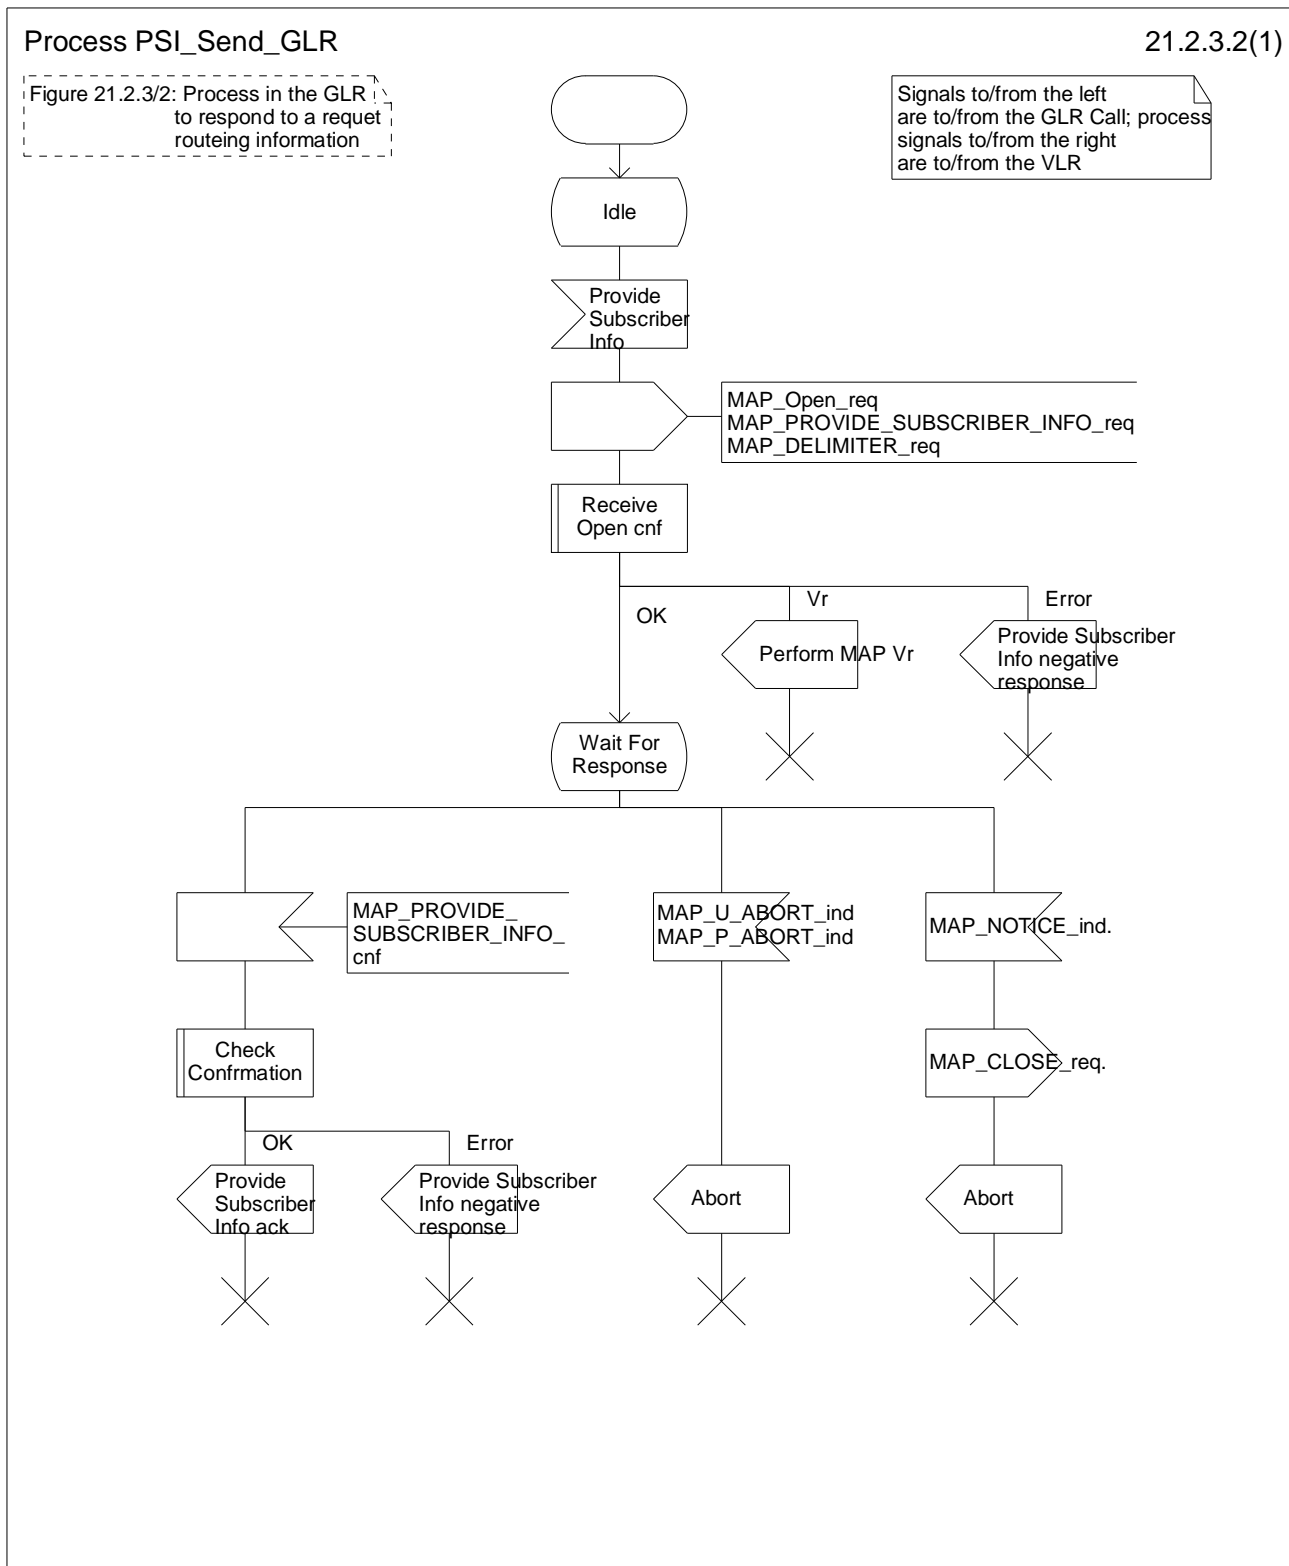 Process PSI_Send_GLR
21.2.3.2(1)
Figure 21.2.3/2: Process in the GLR
to respond to a requet
routeing information
Signals to/from the left
are to/from the GLR Call; process
signals to/from the right
are to/from the VLR
Idle
Provide
Subscriber
Info
MAP_Open_req
MAP_PROVIDE_SUBSCRIBER_INFO_req
MAP_DELIMITER_req
Receive
Open cnf
OK
Vr
Error
Perform MAP Vr
Provide Subscriber
Info negative
response
Wait For
Response
MAP_PROVIDE_
SUBSCRIBER_INFO_
cnf
MAP_U_ABORT_ind
MAP_P_ABORT_ind
MAP_NOTICE_ind.
Check
Confrmation
MAP_CLOSE_req.
OK
Error
Provide
Subscriber
Info ack
Provide Subscriber
Info negative
response
Abort
Abort